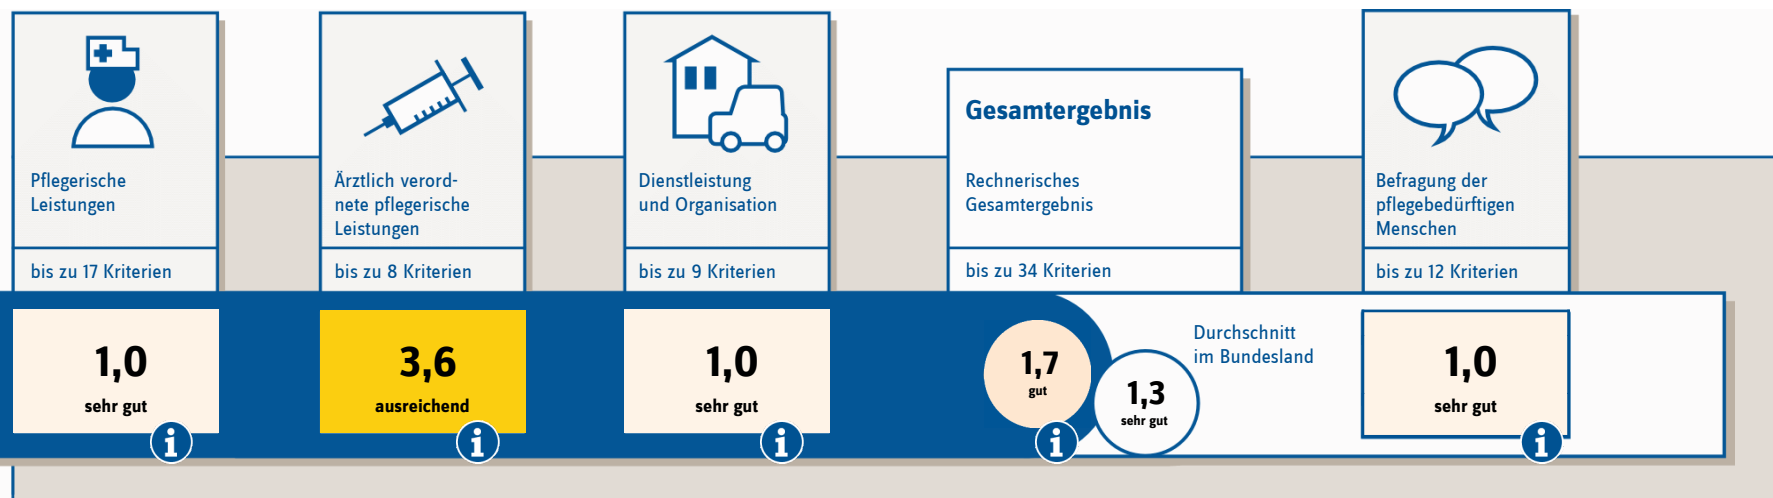 Pflegerische
Leistungen
bis zu 17 Kriterien
1,0
sehr gut
i
Ärztlich verord-
nete pflegerische
Leistungen
bis zu 8 Kriterien
3,6
ausreichend
i
Dienstleistung
und Organisation
bis zu 9 Kriterien
1,0
sehr gut
i
Gesamtergebnis
Rechnerisches
Gesamtergebnis
bis zu 34 Kriterien
1,7
gut
i
1,3
sehr gut
Durchschnitt
im Bundesland
Befragung der
pflegebedürftigen
Menschen
bis zu 12 Kriterien
1,0
sehr gut
i